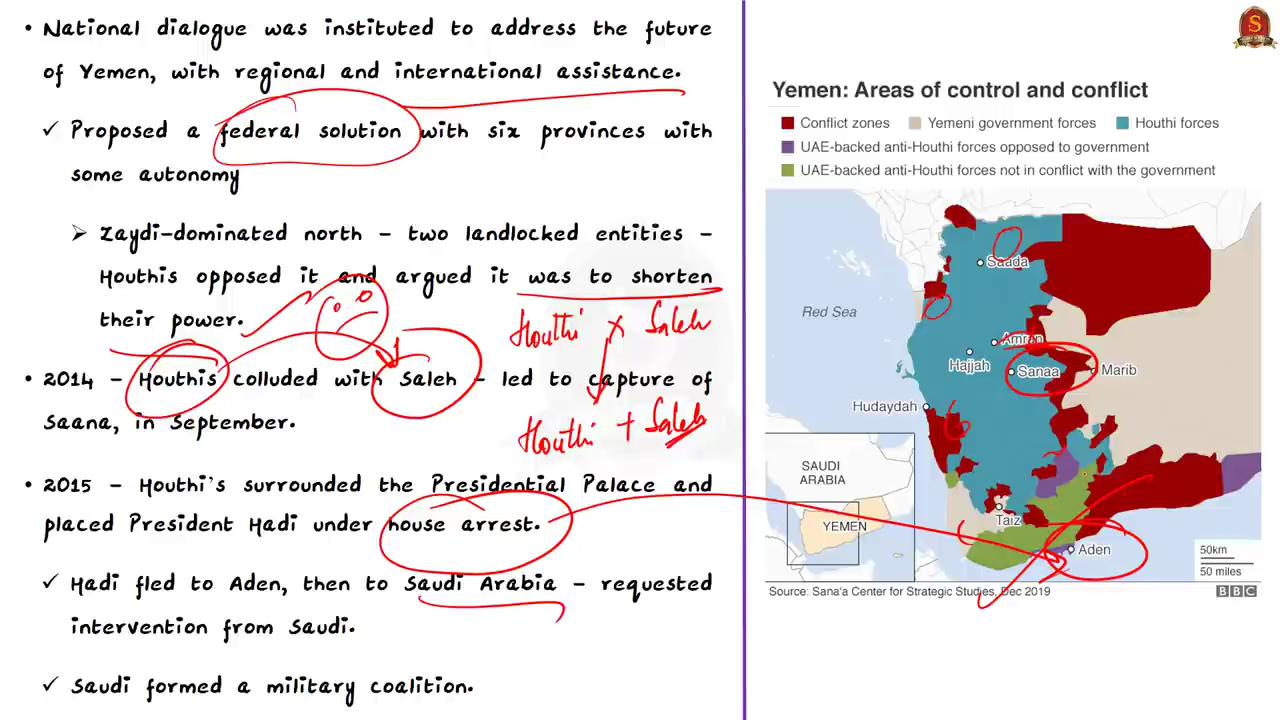 • National dialogue was instituted to address the future
of Yemen, with regional and international assistance.
✓ Proposed a federal solution with six provinces with
some autonomy
➢ Zaydi-dominated north - two landlocked entities -
Houthis opposed it and argued it was to shorten
their power.
Houthi x Saleh
• 2014 - Houthis colluded with Saleh - led to capture of
Saana, in September.
Houthi + Saleh
• 2015 - Houthi's surrounded the Presidential Palace and
placed President Hadi under house arrest.
✓ Hadi fled to Aden, then to Saudi Arabia - requested
intervention from Saudi.
✓ Saudi formed a military coalition.
S
Yemen: Areas of control and conflict
Conflict zones Yemeni government forces Houthi forces
UAE-backed anti-Houthi forces opposed to government
UAE-backed anti-Houthi forces not in conflict with the government
Saada
Red Sea
Amran
Hajjah
Sanaa
Marib
Hudaydah
SAUDI
ARABIA
YEMEN
Taiz
Aden
50km
50 miles
Source: Sana'a Center for Strategic Studies, Dec 2019
BBC